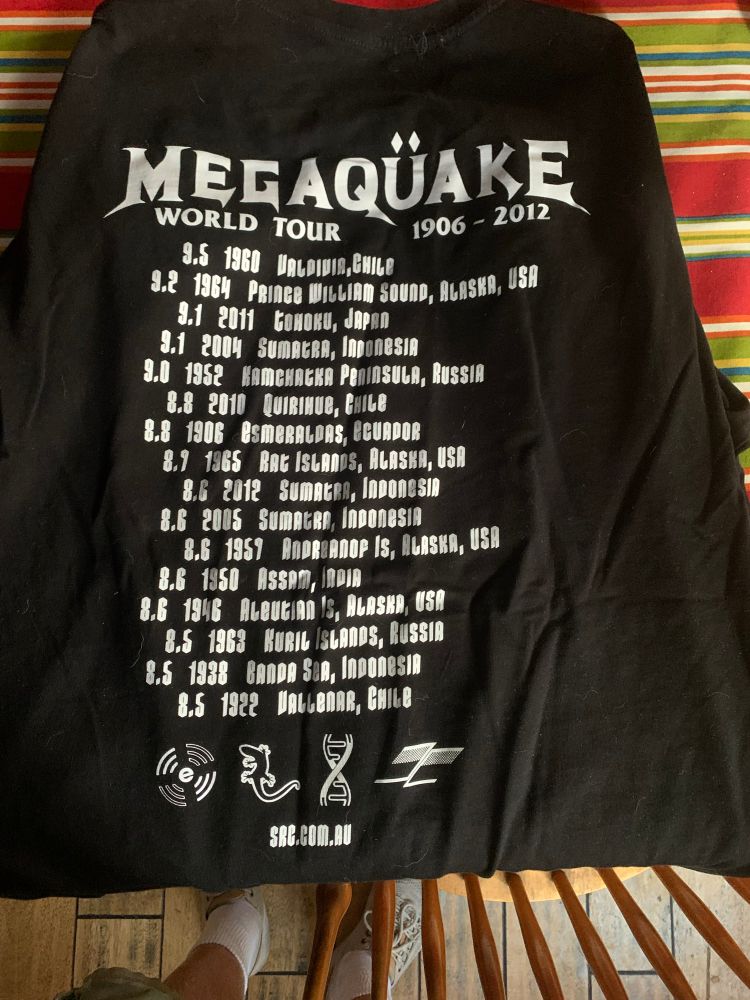 MEGAQÜAKE
WORLD TOUR 1906 - 2012
9.5 1960 Valdivia, Chile
9.2 1964 Prince William Sound, Alaska, USA
9.1 2011 Tohoku, Japan
9.1 2004 Sumatra, Indonesia
9.0 1952 Kamchatka Peninsula, Russia
8.8 2010 Quirihue, Chile
8.8 1906 Esmeraldas, Ecuador
8.7 1965 Rat Islands, Alaska, USA
8.6 2012 Sumatra, Indonesia
8.6 2005 Sumatra, Indonesia
8.6 1957 Andreanof Is, Alaska, USA
8.6 1950 Assam, India
8.6 1946 Aleutian Is, Alaska, USA
8.5 1963 Kuril Islands, Russia
8.5 1938 Banda Sea, Indonesia
8.5 1922 Vallenar, Chile
e
SRC.COM.AU